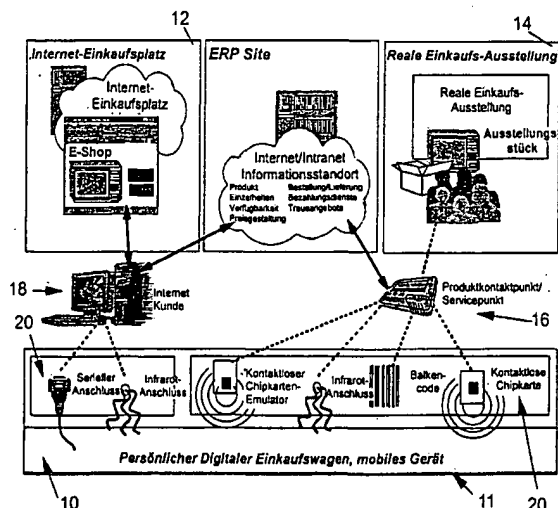 12
14
Internet-Einkaufsplatz
ERP Site
Reale Einkaufs-Ausstellung
Internet-
Einkaufsplatz
E-Shop
Internet/Intranet
Informationsstandort
Produkt
Bestellung/Lieferung
Einzelheiten
Bezahlungsdienste
Verfügbarkeit
Treueangebote
Preisgestaltung
Reale Einkaufs-
Ausstellung
Ausstellungs
stück
18
Internet
Kunde
Produktkontaktpunkt/
Servicepunkt
16
20
Serieller
Anschluss
Infrarot-
Anschluss
Kontaktloser
Chipkarten-
Emulator
Infrarot-
Anschluss
Balken-
code
Kontaktlose
Chipkarte
Persönlicher Digitaler Einkaufswagen, mobiles Gerät
10
11
20